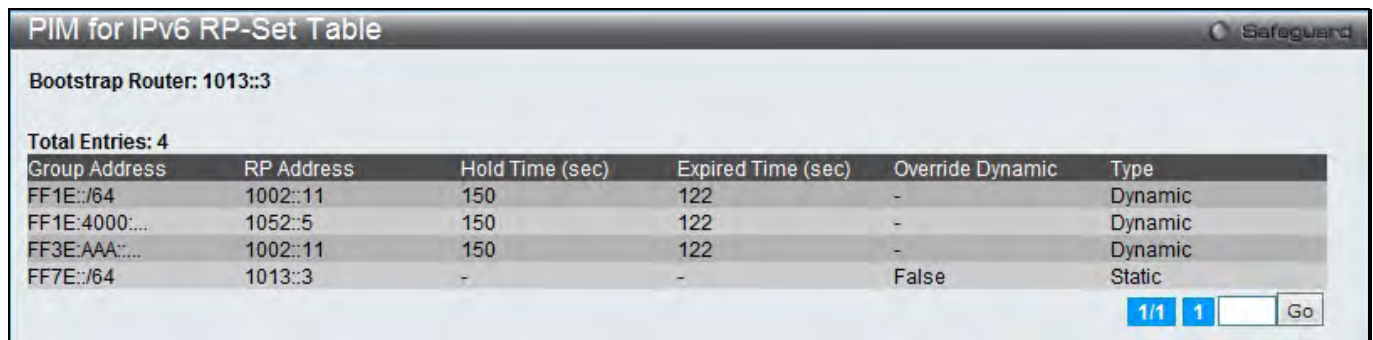 PIM for IPv6 RP-Set Table
Safeguard
Bootstrap Router: 1013::3
Total Entries: 4
Group Address RP Address Hold Time (sec) Expired Time (sec) Override Dynamic Type
FF1E::/64 1002::11 150 122 - Dynamic
FF1E:4000:... 1052::5 150 122 - Dynamic
FF3E:AAA::... 1002::11 150 122 - Dynamic
FF7E::/64 1013::3 - - False Static
1/1 1 Go